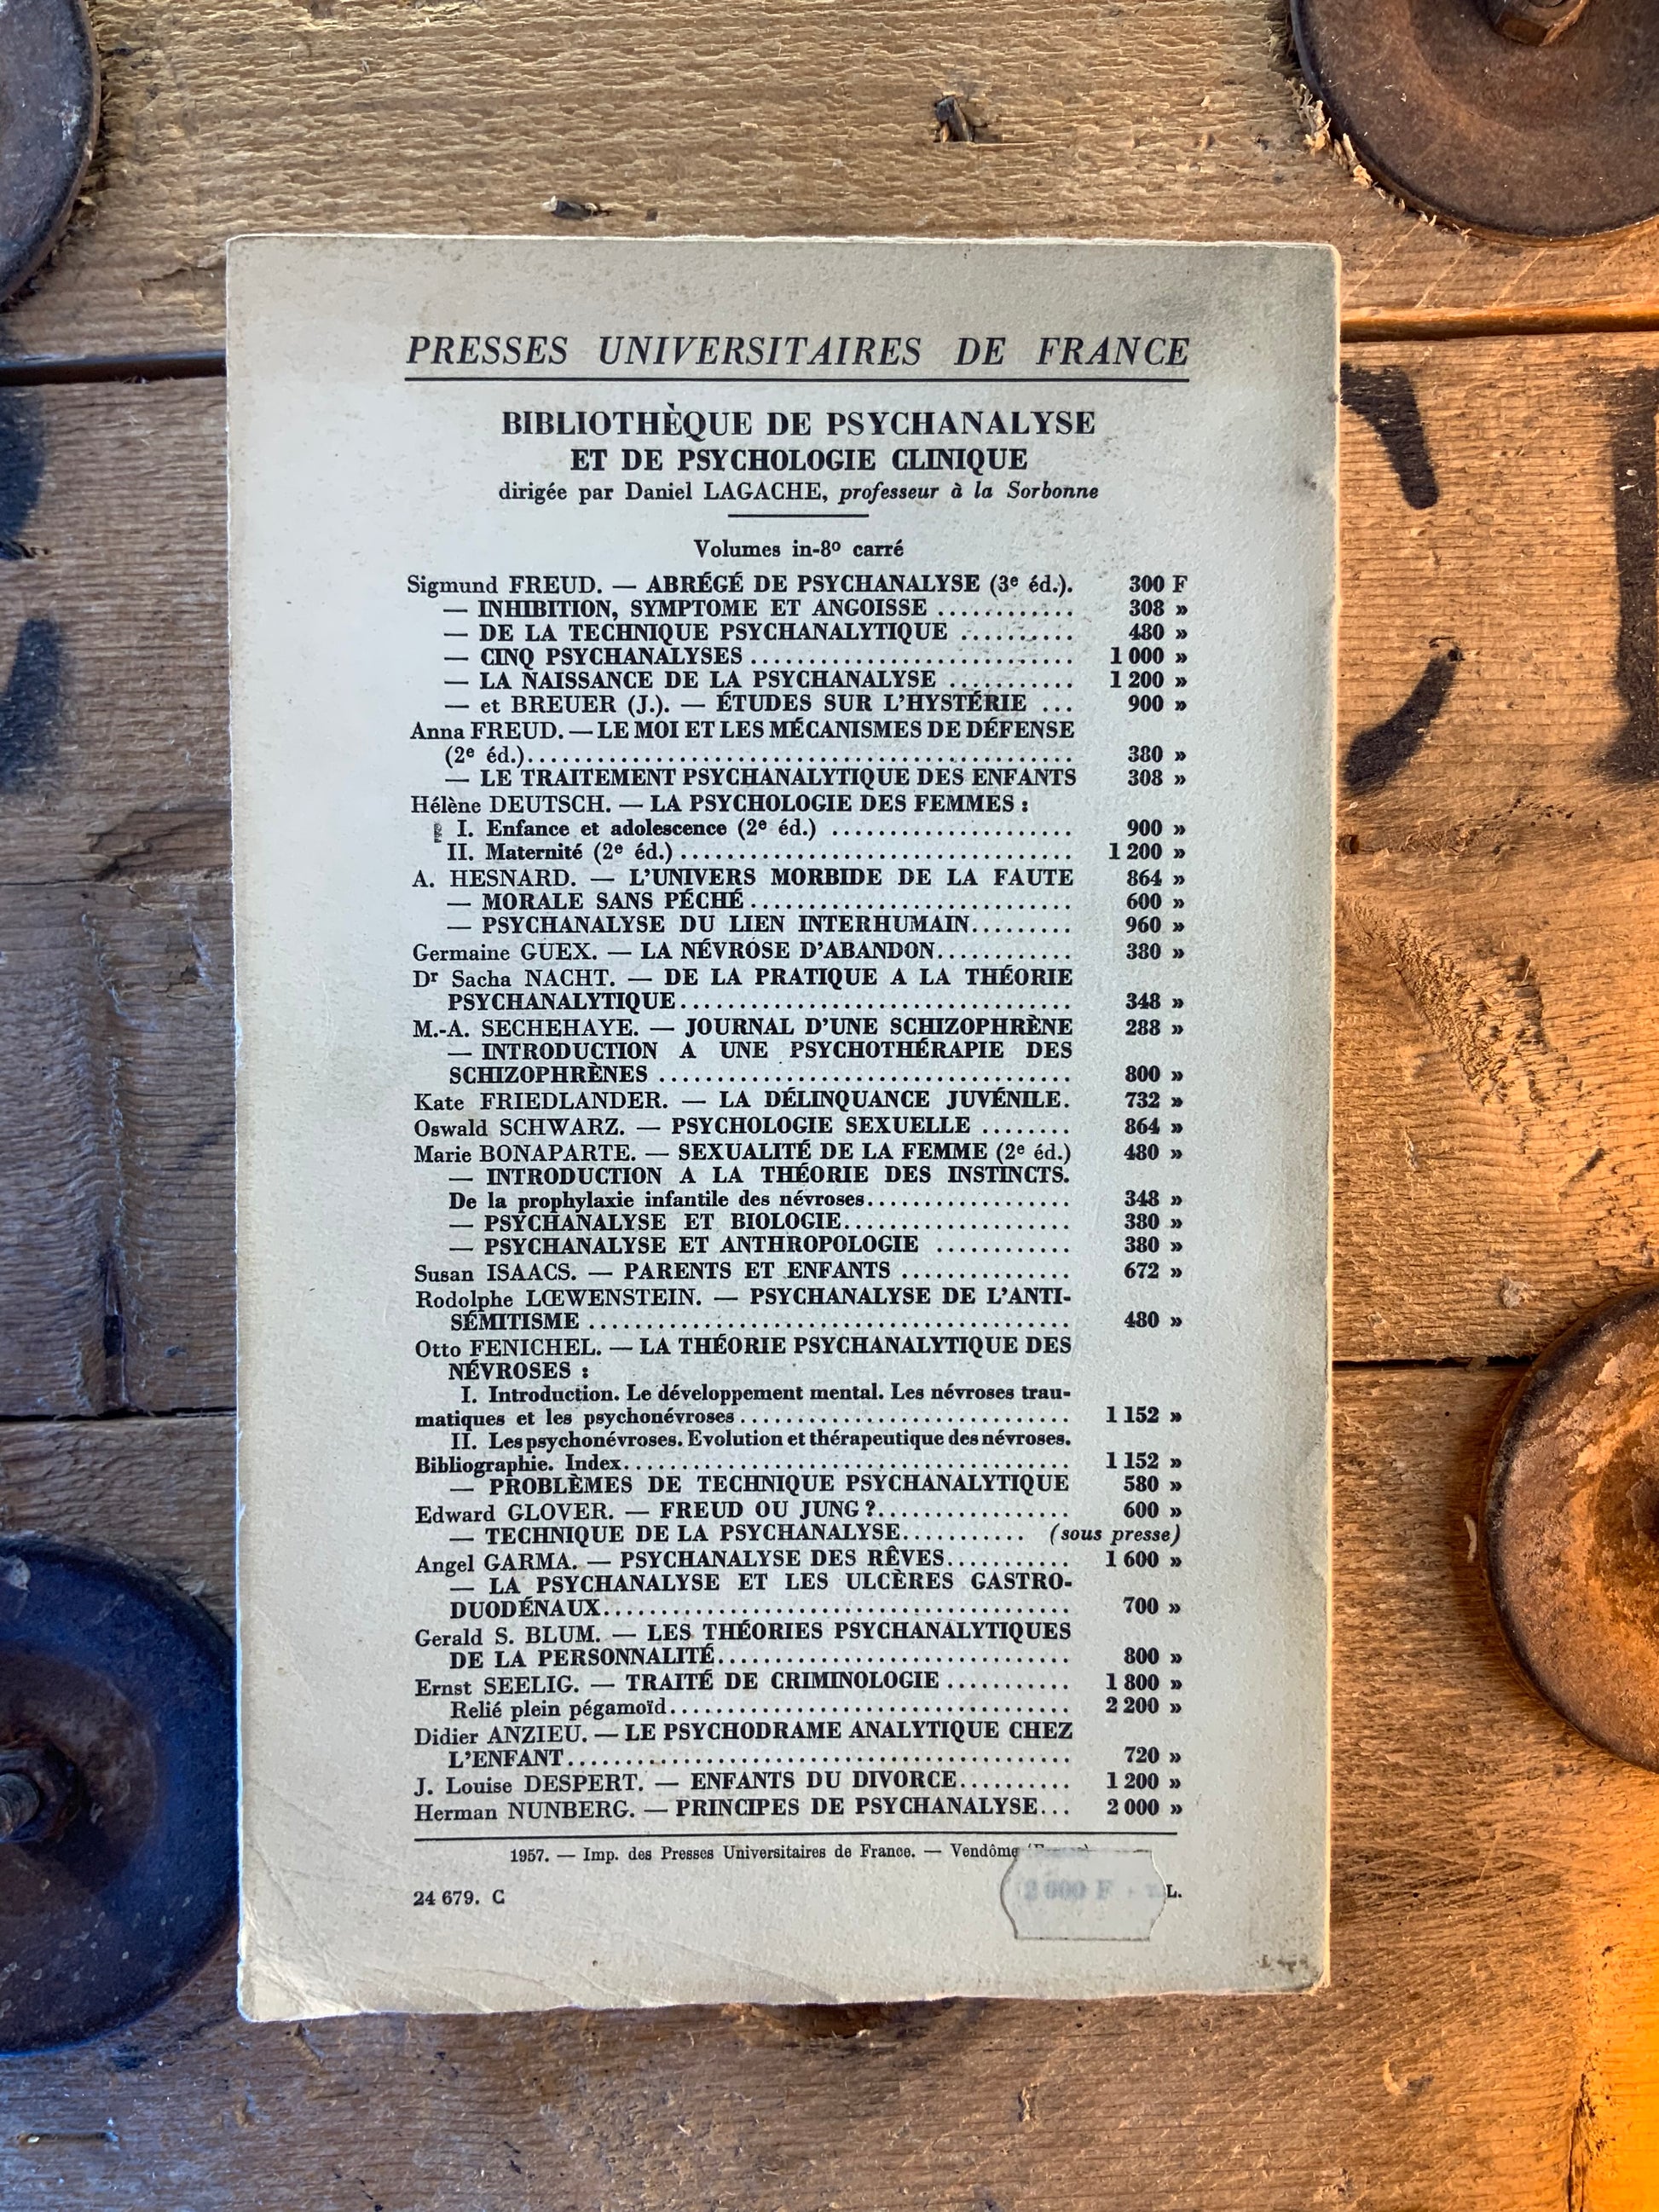 PRESSES UNIVERSITAIRES DE FRANCE
BIBLIOTHÈQUE DE PSYCHANALYSE
ET DE PSYCHOLOGIE CLINIQUE
dirigée par Daniel LAGACHE, professeur à la Sorbonne
Volumes in-8º carré
Sigmund FREUD. — ABRÉGÉ DE PSYCHANALYSE (3e éd.). 300 F
— INHIBITION, SYMPTOME ET ANGOISSE ............ 308 »
— DE LA TECHNIQUE PSYCHANALYTIQUE .......... 480 »
— CINQ PSYCHANALYSES ............................ 1 000 »
— LA NAISSANCE DE LA PSYCHANALYSE ........... 1 200 »
— et BREUER (J.). — ÉTUDES SUR L'HYSTÉRIE ... 900 »
Anna FREUD. — LE MOI ET LES MÉCANISMES DE DÉFENSE
(2e éd.)............................................... 380 »
— LE TRAITEMENT PSYCHANALYTIQUE DES ENFANTS 308 »
Hélène DEUTSCH. — LA PSYCHOLOGIE DES FEMMES :
I. Enfance et adolescence (2e éd.) ..................... 900 »
II. Maternité (2e éd.) .................................. 1 200 »
A. HESNARD. — L'UNIVERS MORBIDE DE LA FAUTE 864 »
— MORALE SANS PÉCHÉ ............................ 600 »
— PSYCHANALYSE DU LIEN INTERHUMAIN......... 960 »
Germaine GUEX. — LA NÉVROSE D'ABANDON............ 380 »
Dr Sacha NACHT. — DE LA PRATIQUE A LA THÉORIE
PSYCHANALYTIQUE.................................. 348 »
M.-A. SECHEHAYE. — JOURNAL D'UNE SCHIZOPHRÈNE 288 »
— INTRODUCTION A UNE PSYCHOTHÉRAPIE DES
SCHIZOPHRÈNES .................................... 800 »
Kate FRIEDLANDER. — LA DÉLINQUANCE JUVÉNILE. 732 »
Oswald SCHWARZ. — PSYCHOLOGIE SEXUELLE ........ 864 »
Marie BONAPARTE. — SEXUALITÉ DE LA FEMME (2e éd.) 480 »
— INTRODUCTION A LA THÉORIE DES INSTINCTS.
De la prophylaxie infantile des névroses.................. 348 »
— PSYCHANALYSE ET BIOLOGIE.................... 380 »
— PSYCHANALYSE ET ANTHROPOLOGIE ............ 380 »
Susan ISAACS. — PARENTS ET ENFANTS ............... 672 »
Rodolphe LŒWENSTEIN. — PSYCHANALYSE DE L'ANTI-
SÉMITISME .......................................... 480 »
Otto FENICHEL. — LA THÉORIE PSYCHANALYTIQUE DES
NÉVROSES :
I. Introduction. Le développement mental. Les névroses trau-
matiques et les psychonévroses............................. 1 152 »
II. Les psychonévroses. Evolution et thérapeutique des névroses.
Bibliographie. Index....................................... 1 152 »
— PROBLÈMES DE TECHNIQUE PSYCHANALYTIQUE 580 »
Edward GLOVER. — FREUD OU JUNG ?................. 600 »
— TECHNIQUE DE LA PSYCHANALYSE........... (sous presse)
Angel GARMA. — PSYCHANALYSE DES RÊVES........... 1 600 »
— LA PSYCHANALYSE ET LES ULCÈRES GASTRO-
DUODÉNAUX......................................... 700 »
Gerald S. BLUM. — LES THÉORIES PSYCHANALYTIQUES
DE LA PERSONNALITÉ............................... 800 »
Ernst SEELIG. — TRAITÉ DE CRIMINOLOGIE ........... 1 800 »
Relié plein pégamoïd................................... 2 200 »
Didier ANZIEU. — LE PSYCHODRAME ANALYTIQUE CHEZ
L'ENFANT............................................ 720 »
J. Louise DESPERT. — ENFANTS DU DIVORCE.......... 1 200 »
Herman NUNBERG. — PRINCIPES DE PSYCHANALYSE... 2 000 »
1957. — Imp. des Presses Universitaires de France. — Vendôme
24 679. C
2 000 F + L.